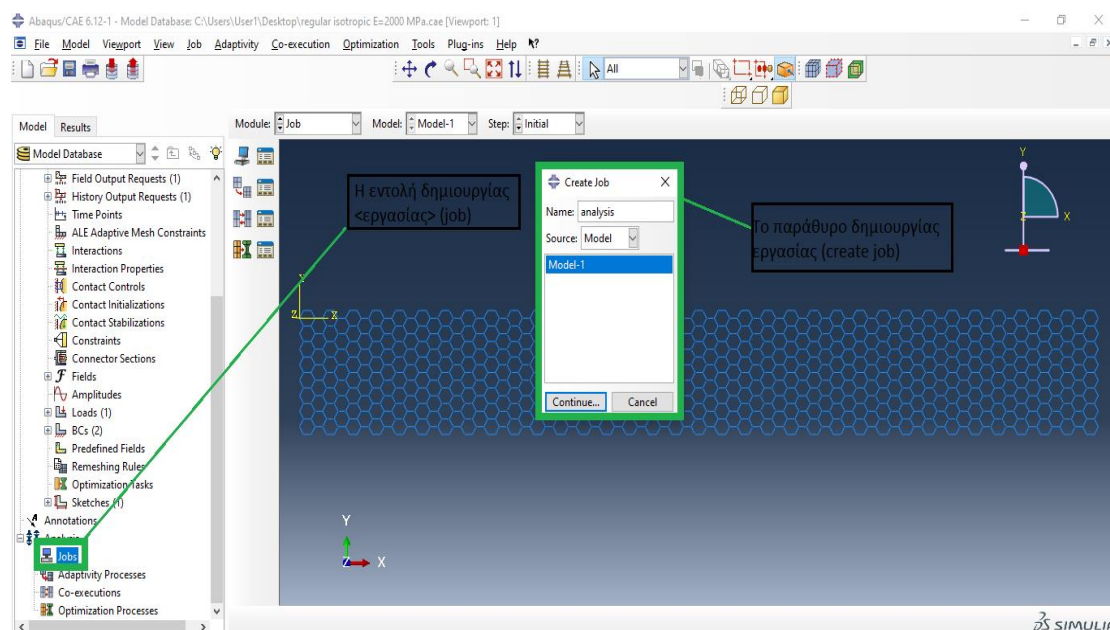 Abaqus/CAE 6.12-1 - Model Database: C:\Users\User1\Desktop\regular isotropic E=2000 MPa.cae [Viewport: 1]
File Model Viewport View Job Adaptivity Co-execution Optimization Tools Plug-ins Help
All
Model Results
Module: Job Model: Model-1 Step: Initial
Model Database
Field Output Requests (1)
History Output Requests (1)
Time Points
ALE Adaptive Mesh Constraints
Interactions
Interaction Properties
Contact Controls
Contact Initializations
Contact Stabilizations
Constraints
Connector Sections
Fields
Amplitudes
Loads (1)
BCs (2)
Predefined Fields
Remeshing Rules
Optimization Tasks
Sketches (1)
Annotations
Analysis
Jobs
Adaptivity Processes
Co-executions
Optimization Processes
Η εντολή δημιουργίας
<εργασίας> (job)
Create Job
Name: analysis
Source: Model
Model-1
Continue... Cancel
Το παράθυρο δημιουργίας
εργασίας (create job)
Y
Z X
Y
Z X
Y
Z X
SIMULIA